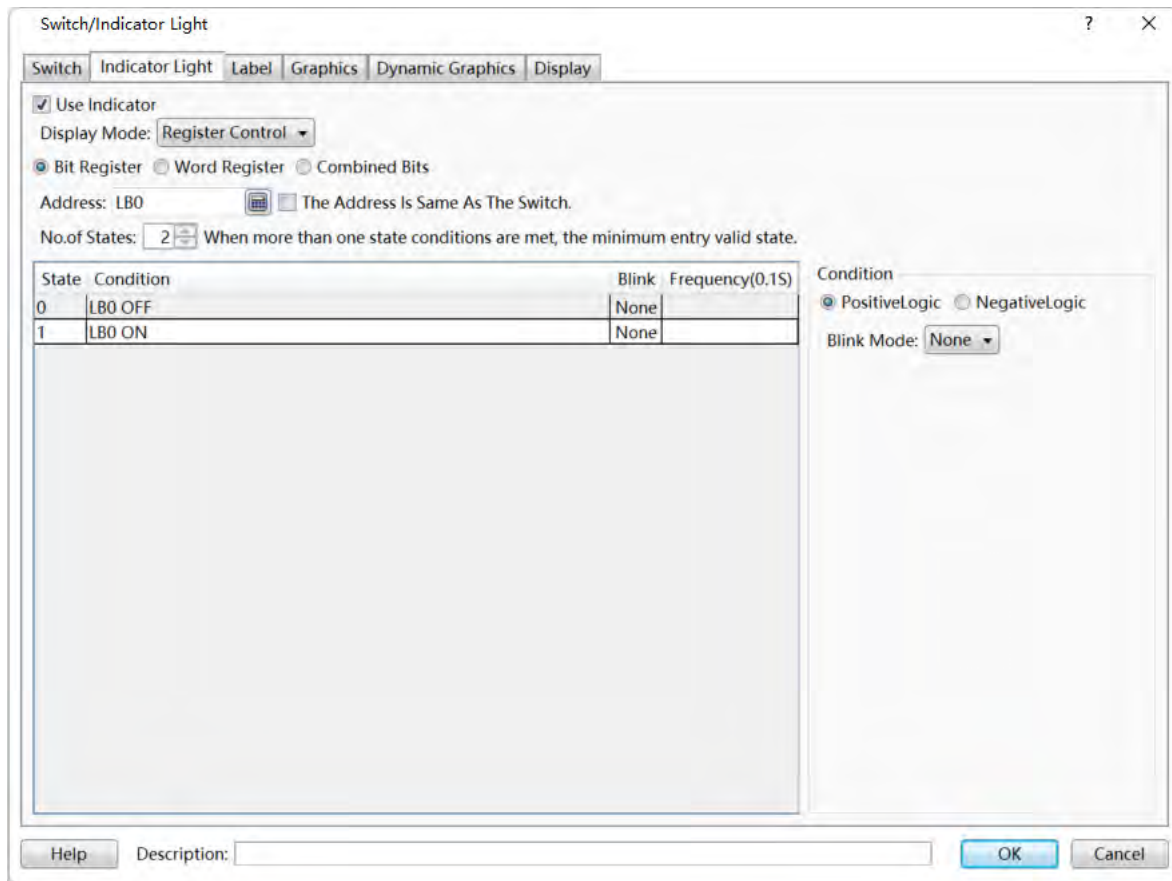 Switch/Indicator Light ?
Switch Indicator Light Label Graphics Dynamic Graphics Display
Use Indicator
Display Mode: Register Control
Bit Register Word Register Combined Bits
Address: LB0 The Address Is Same As The Switch.
No.of States: 2 When more than one state conditions are met, the minimum entry valid state.
State Condition Blink Frequency(0.1S)
0 LB0 OFF None
1 LB0 ON None
Condition
PositiveLogic NegativeLogic
Blink Mode: None
Help Description: OK Cancel